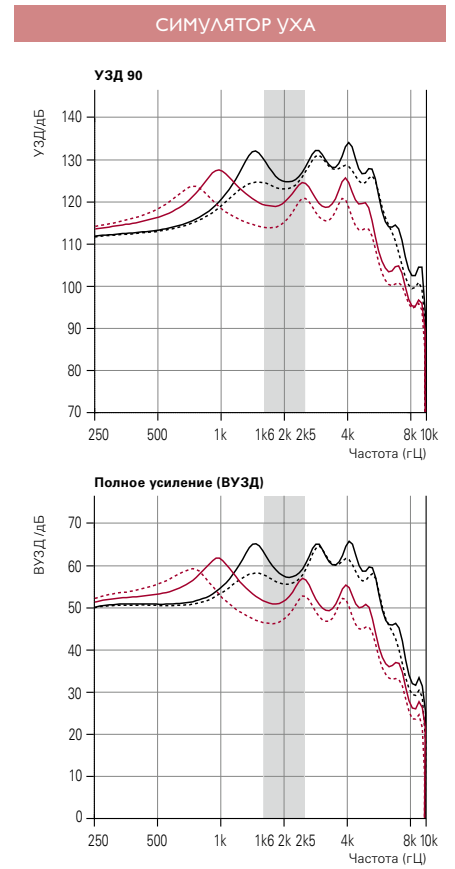 СИМУЛЯТОР УХА
УЗД 90
УЗД/дБ
140
130
120
110
100
90
80
70
250 500 1k 1k6 2k 2k5 4k 8k 10k
Частота (гЦ)
Полное усиление (ВУЗД)
ВУЗД /дБ
70
60
50
40
30
20
10
0
250 500 1k 1k6 2k 2k5 4k 8k 10k
Частота (гЦ)